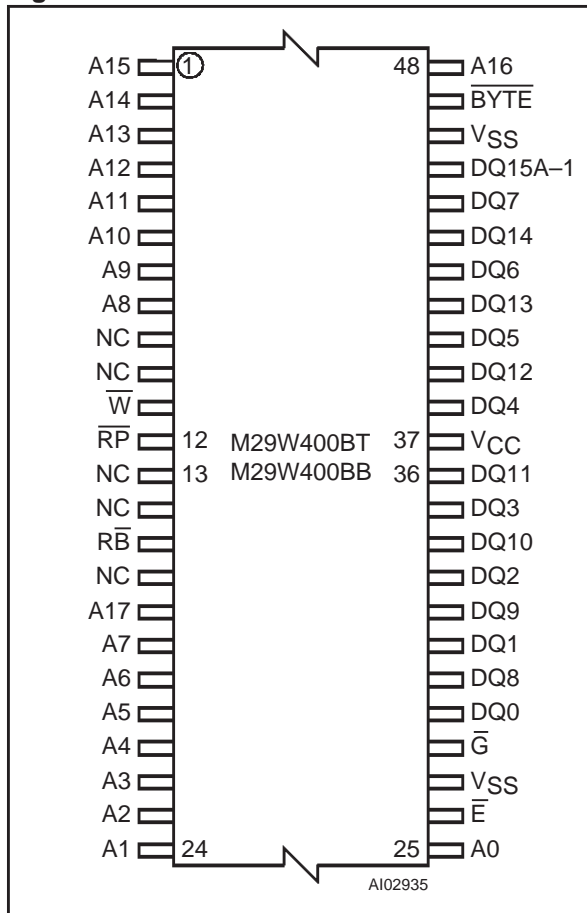 A15 1 48 A16
A14 B̅Y̅T̅E̅
A13 VSS
A12 DQ15A–1
A11 DQ7
A10 DQ14
A9 DQ6
A8 DQ13
NC DQ5
NC DQ12
W̅ DQ4
R̅P̅ 12 M29W400BT 37 VCC
NC 13 M29W400BB 36 DQ11
NC DQ3
RB̅ DQ10
NC DQ2
A17 DQ9
A7 DQ1
A6 DQ8
A5 DQ0
A4 G̅
A3 VSS
A2 E̅
A1 24 25 A0
AI02935